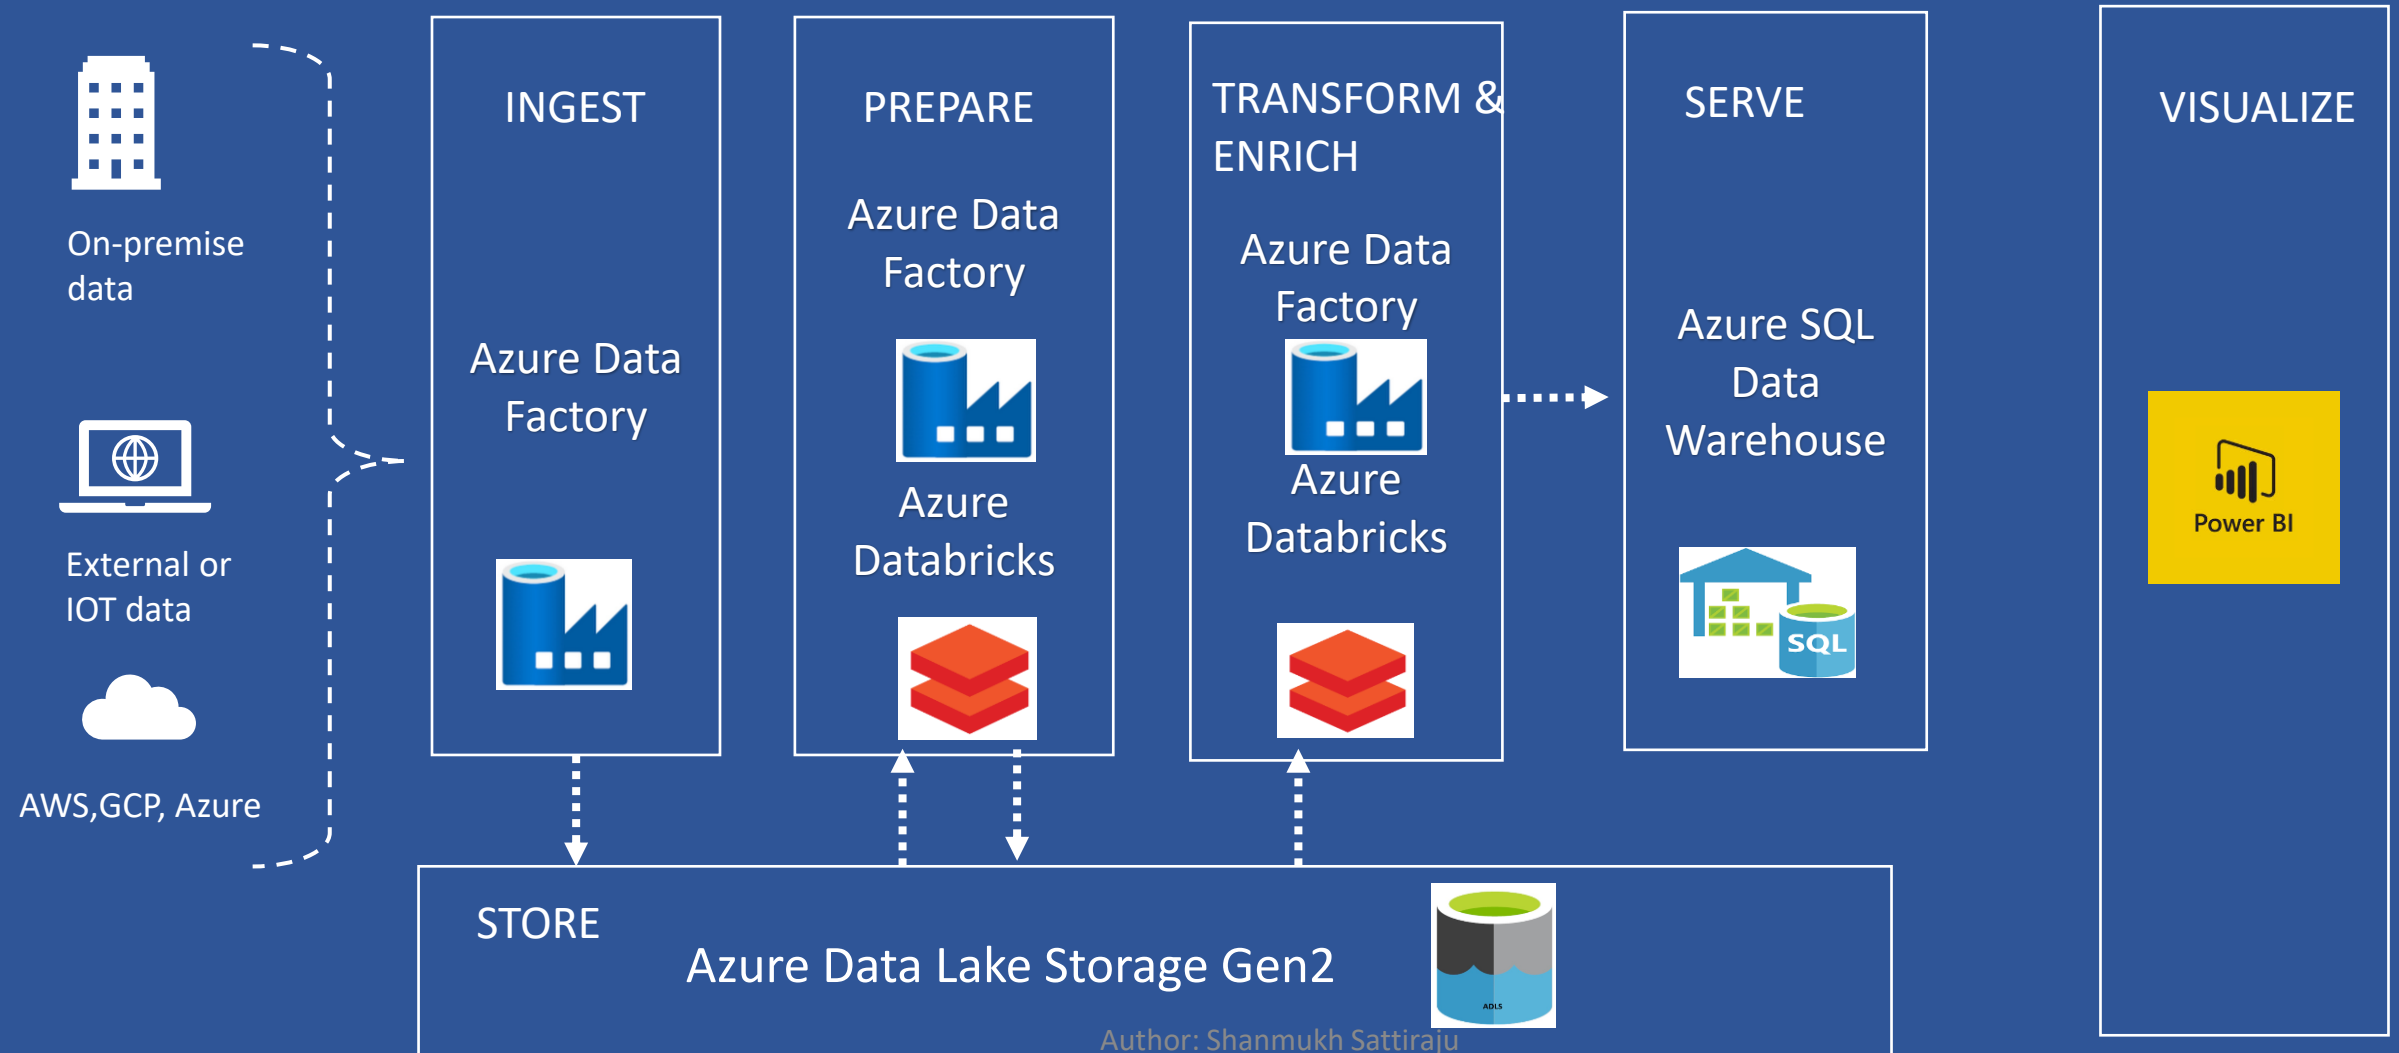 On-premise
data
External or
IOT data
AWS,GCP, Azure
INGEST
Azure Data
Factory
PREPARE
Azure Data
Factory
Azure
Databricks
TRANSFORM &
ENRICH
Azure Data
Factory
Azure
Databricks
SERVE
Azure SQL
Data
Warehouse
SQL
VISUALIZE
Power BI
STORE
Azure Data Lake Storage Gen2
ADLS
Author: Shanmukh Sattiraju